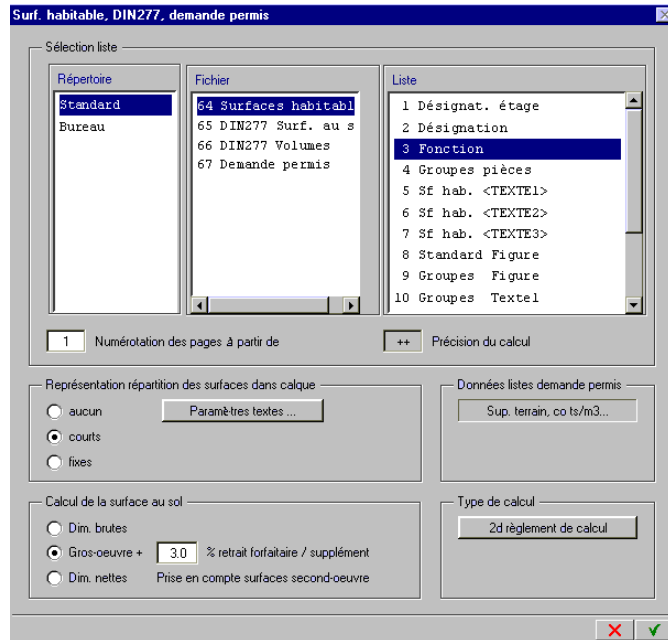 Surf. habitable, DIN277, demande permis
Sélection liste
Répertoire
Standard
Bureau
Fichier
64 Surfaces habitabl
65 DIN277 Surf. au s
66 DIN277 Volumes
67 Demande permis
Liste
1 Désignat. étage
2 Désignation
3 Fonction
4 Groupes pièces
5 Sf hab. <TEXTE1>
6 Sf hab. <TEXTE2>
7 Sf hab. <TEXTE3>
8 Standard Figure
9 Groupes Figure
10 Groupes Texte1
1 Numérotation des pages à partir de
++ Précision du calcul
Représentation répartition des surfaces dans calque
aucun
Paramètres textes ...
courts
fixes
Données listes demande permis
Sup. terrain, co ts/m3...
Calcul de la surface au sol
Dim. brutes
Gros-oeuvre + 3.0 % retrait forfaitaire / supplément
Dim. nettes Prise en compte surfaces second-oeuvre
Type de calcul
2d règlement de calcul